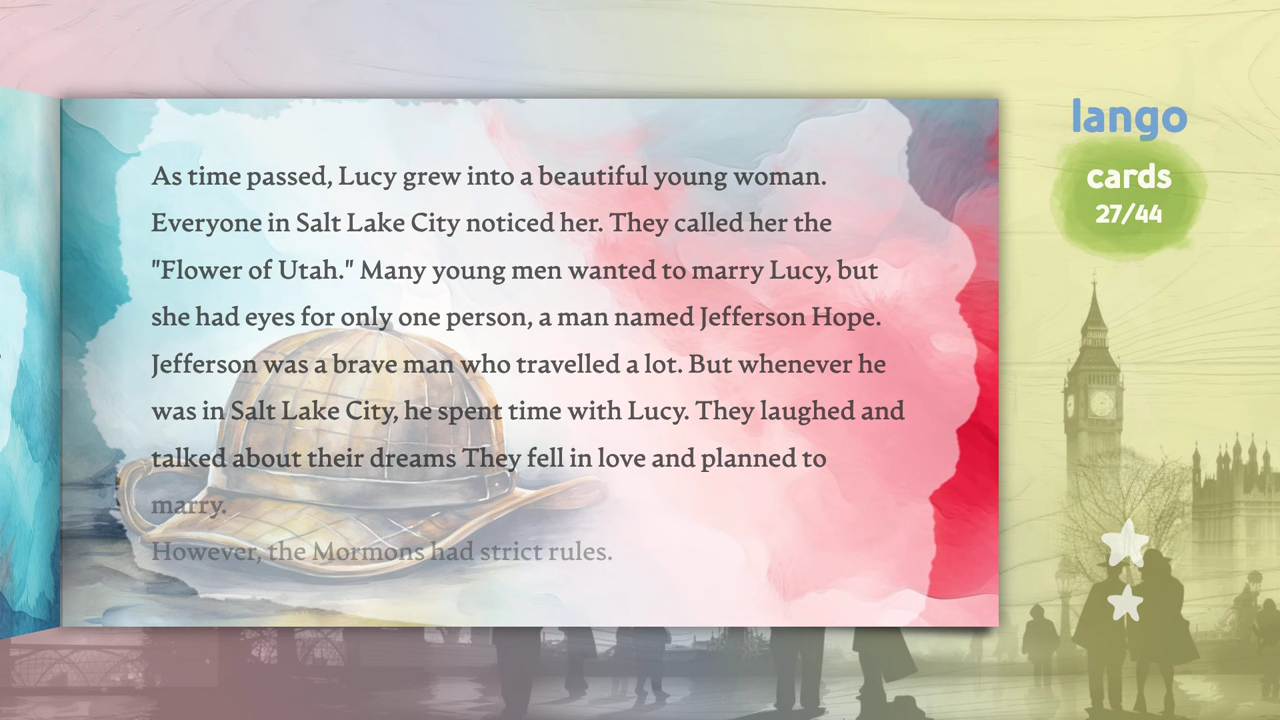 As time passed, Lucy grew into a beautiful young woman.
Everyone in Salt Lake City noticed her. They called her the
"Flower of Utah." Many young men wanted to marry Lucy, but
she had eyes for only one person, a man named Jefferson Hope.
Jefferson was a brave man who travelled a lot. But whenever he
was in Salt Lake City, he spent time with Lucy. They laughed and
talked about their dreams They fell in love and planned to
marry.
However, the Mormons had strict rules.
lango
cards
27/44